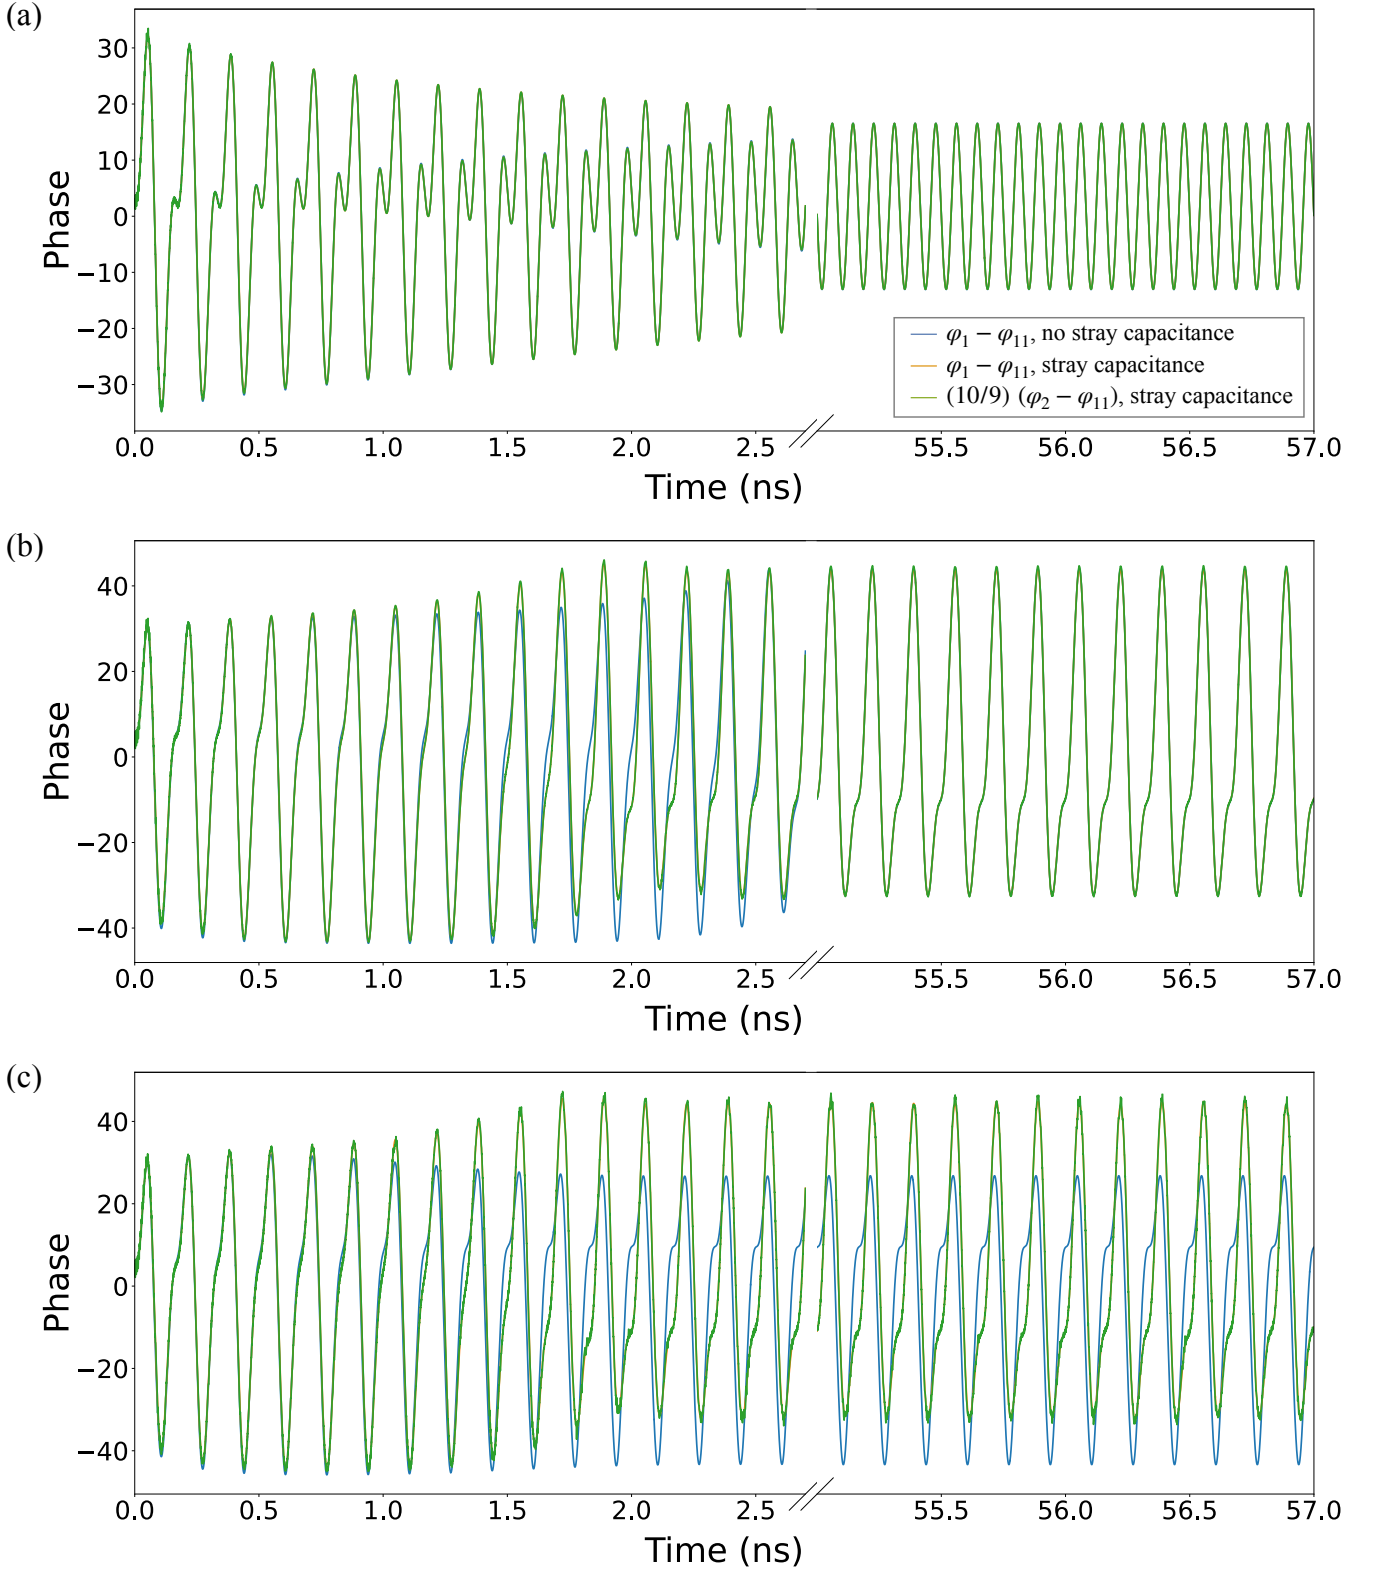 (a)
Phase
30
20
10
0
−10
−20
−30
φ₁ − φ₁₁, no stray capacitance
φ₁ − φ₁₁, stray capacitance
(10/9) (φ₂ − φ₁₁), stray capacitance
0.0 0.5 1.0 1.5 2.0 2.5 55.5 56.0 56.5 57.0
Time (ns)
(b)
Phase
40
20
0
−20
−40
0.0 0.5 1.0 1.5 2.0 2.5 55.5 56.0 56.5 57.0
Time (ns)
(c)
Phase
40
20
0
−20
−40
0.0 0.5 1.0 1.5 2.0 2.5 55.5 56.0 56.5 57.0
Time (ns)